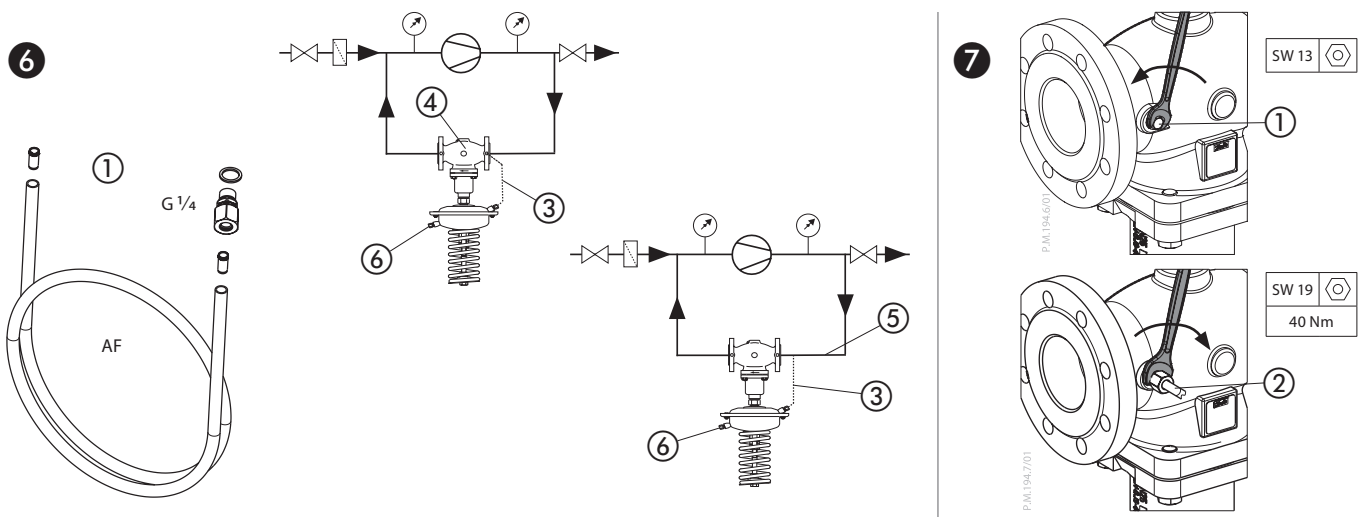 6
①
G ¼
AF
④
③
⑥
⑤
③
⑥
7
SW 13
①
P.M.194.6/01
SW 19
40 Nm
②
P.M.194.7/01